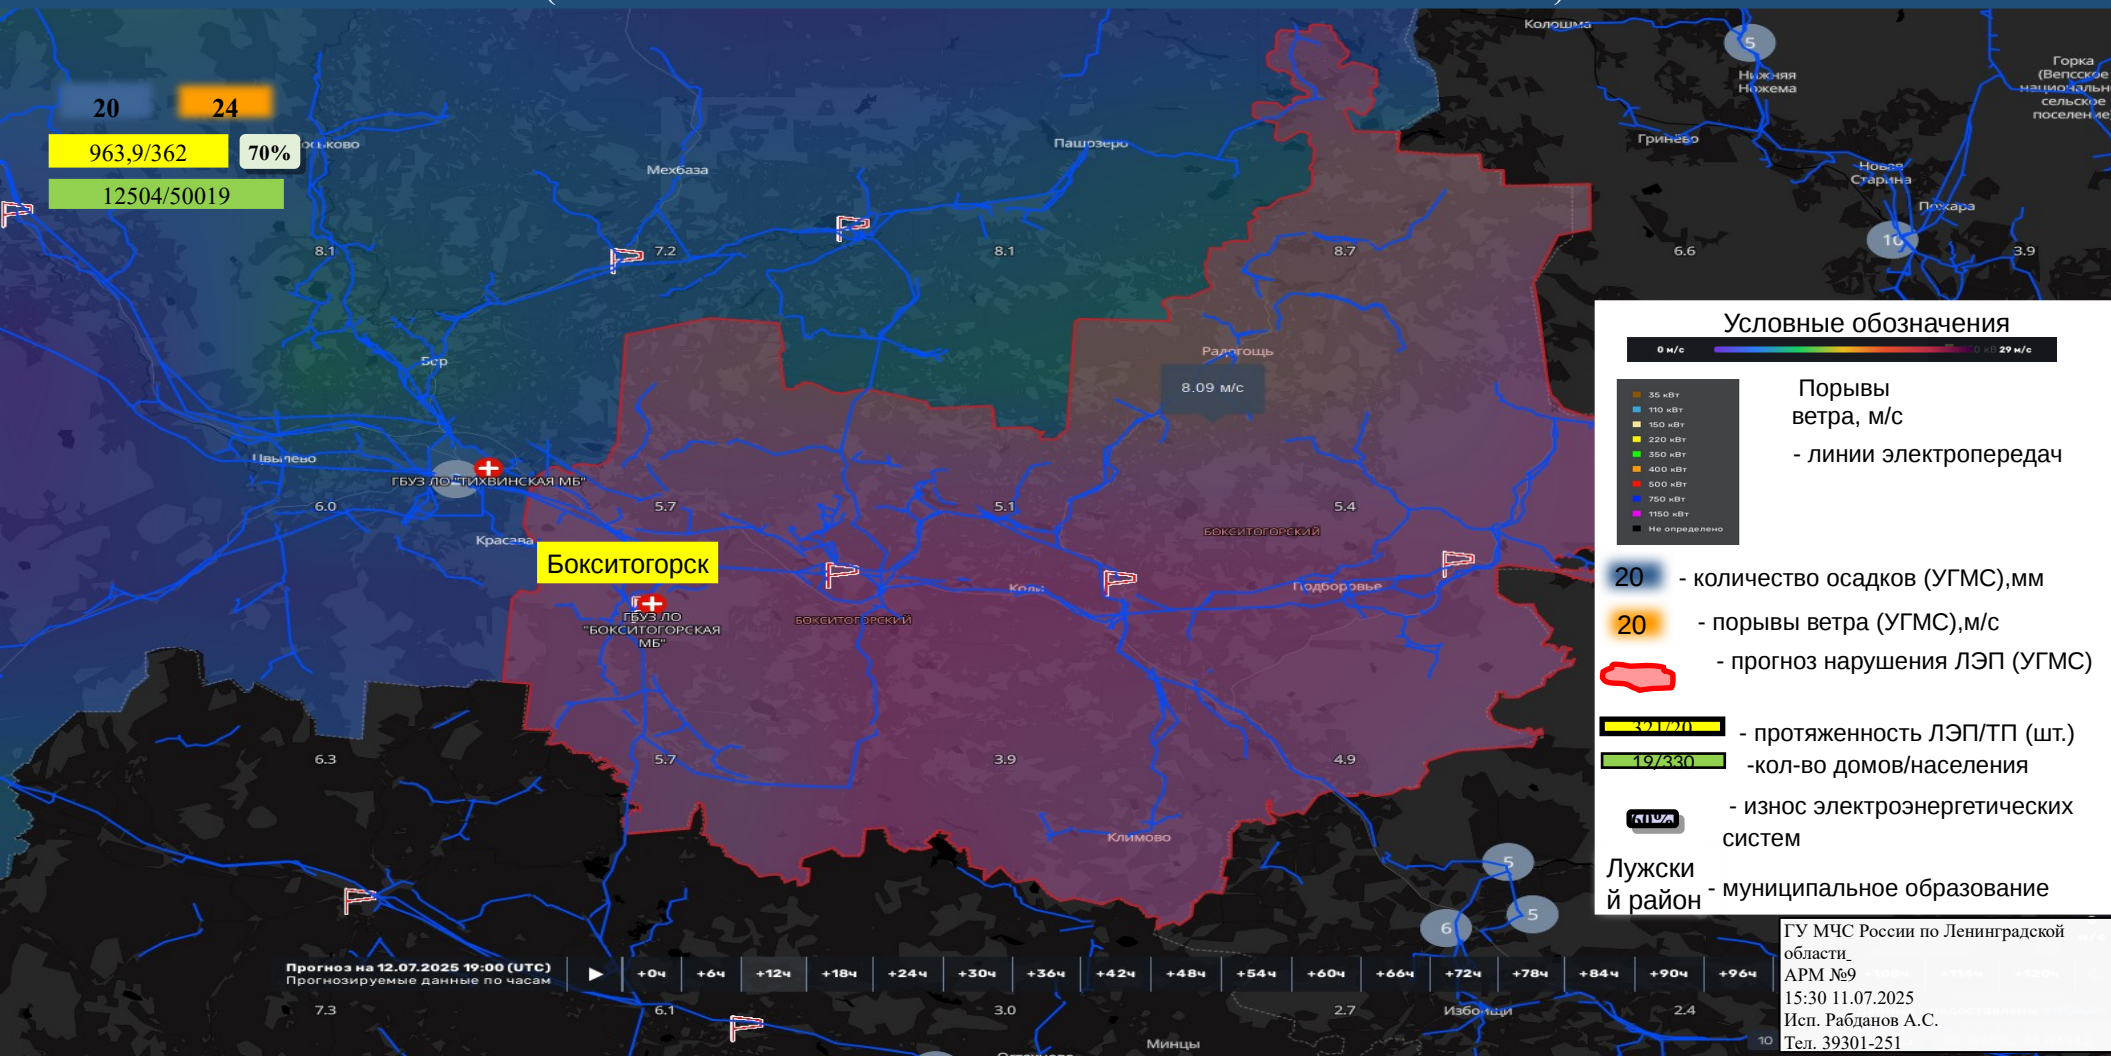 Колошма
5
Нижняя
Ножема
Горка
(Вепсское
национальн
сельское
поселение)
20
24
963,9/362
70%
12504/50019
Мехбаза
Пашозеро
Гринёво
Новая
Старина
Пожара
10
8.1
7.2
8.1
8.7
6.6
3.9
Бор
Радогощь
8.09 м/с
Цвылево
ГБУЗ ЛО "ТИХВИНСКАЯ МБ"
6.0
5.7
5.1
5.4
Красава
БОКСИТОГОРСКИЙ
Бокситогорск
Коли
Подборовье
ГБУЗ ЛО
"БОКСИТОГОРСКАЯ
МБ"
БОКСИТОГОРСКИЙ
6.3
5.7
3.9
4.9
Климово
5
5
6
Условные обозначения
0 м/с
29 м/с
35 кВт
110 кВт
150 кВт
220 кВт
350 кВт
400 кВт
500 кВт
750 кВт
1150 кВт
Не определено
Порывы
ветра, м/с
- линии электропередач
20 - количество осадков (УГМС),мм
20 - порывы ветра (УГМС),м/с
- прогноз нарушения ЛЭП (УГМС)
321/20 - протяженность ЛЭП/ТП (шт.)
19/330 -кол-во домов/населения
- износ электроэнергетических
систем
Лужски
й район - муниципальное образование
Прогноз на 12.07.2025 19:00 (UTC)
Прогнозируемые данные по часам
+0ч +6ч +12ч +18ч +24ч +30ч +36ч +42ч +48ч +54ч +60ч +66ч +72ч +78ч +84ч +90ч +96ч
7.3
6.1
3.0
2.7
Избоищи
2.4
Минцы
10
ГУ МЧС России по Ленинградской
области_
АРМ №9
15:30 11.07.2025
Исп. Рабданов А.С.
Тел. 39301-251